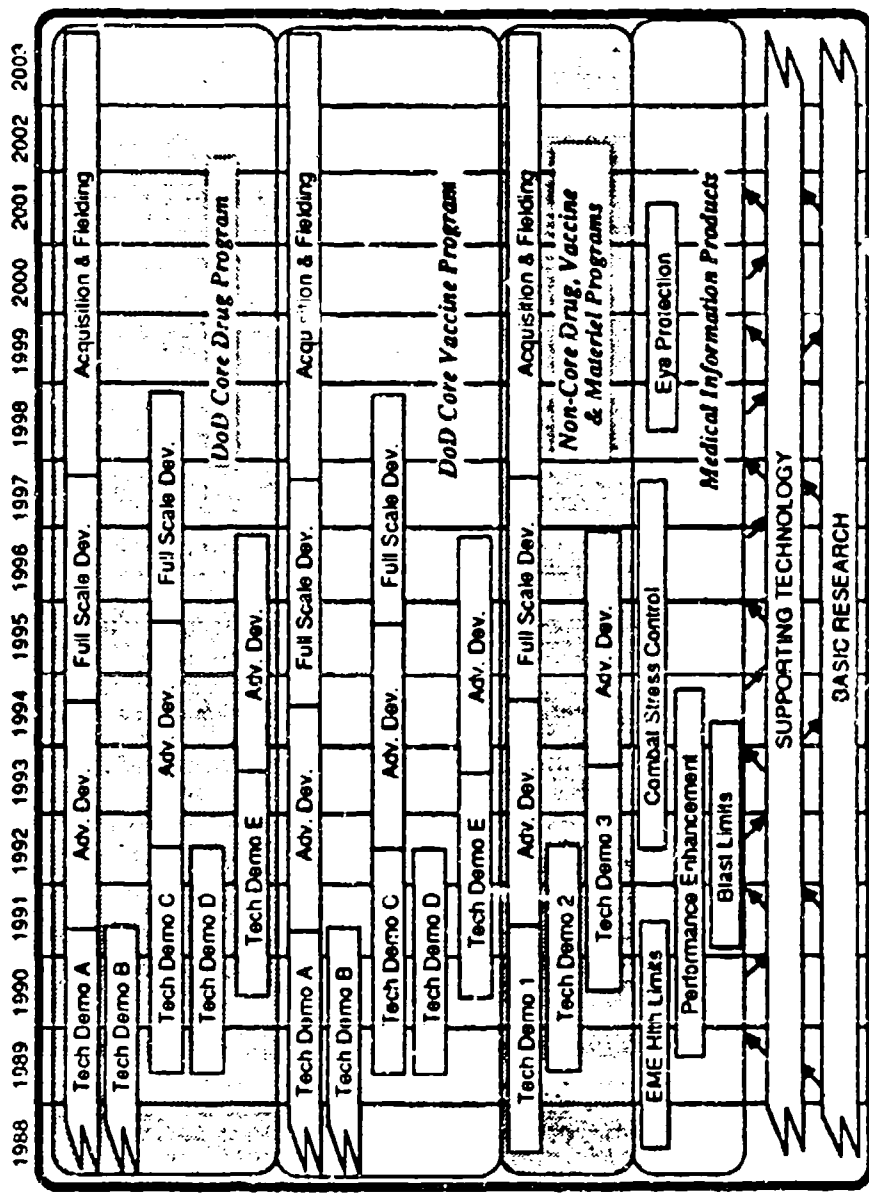 1988 1989 1990 1991 1992 1993 1994 1995 1996 1997 1998 1999 2000 2001 2002 2003
Tech Demo A Adv. Dev. Full Scale Dev. Acquisition & Fielding
Tech Demo B
Tech Demo C Adv. Dev. Full Scale Dev.
Tech Demo D
DoD Core Drug Program
Tech Demo E Adv. Dev.
Tech Demo A Adv. Dev. Full Scale Dev. Acquisition & Fielding
Tech Demo B
Tech Demo C Adv. Dev. Full Scale Dev.
Tech Demo D
DoD Core Vaccine Program
Tech Demo E Adv. Dev.
Tech Demo 1 Adv. Dev. Full Scale Dev. Acquisition & Fielding
Tech Demo 2
Non-Core Drug, Vaccine
& Materiel Programs
Tech Demo 3 Adv. Dev.
EME Hlth Limits Combat Stress Control Eye Protection
Performance Enhancement
Medical Information Products
Blast Limits
SUPPORTING TECHNOLOGY
BASIC RESEARCH